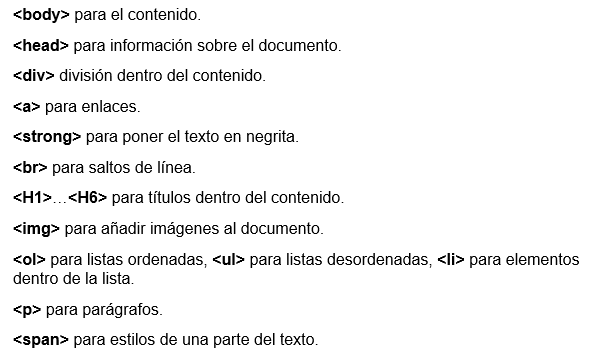 <body> para el contenido.
<head> para información sobre el documento.
<div> división dentro del contenido.
<a> para enlaces.
<strong> para poner el texto en negrita.
<br> para saltos de línea.
<H1>…<H6> para títulos dentro del contenido.
<img> para añadir imágenes al documento.
<ol> para listas ordenadas, <ul> para listas desordenadas, <li> para elementos
dentro de la lista.
<p> para parágrafos.
<span> para estilos de una parte del texto.